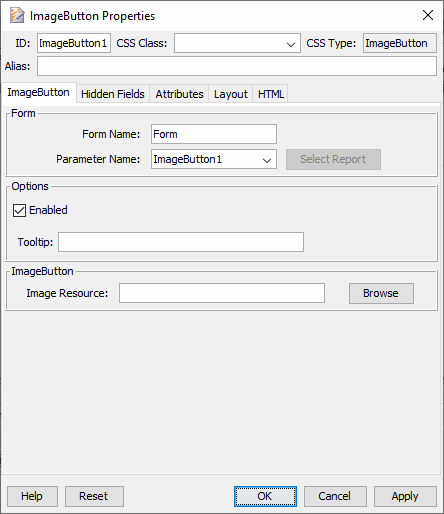 ImageButton Properties
ID: ImageButton1 CSS Class: CSS Type: ImageButton
Alias:
ImageButton Hidden Fields Attributes Layout HTML
Form
Form Name: Form
Parameter Name: ImageButton1 Select Report
Options
Enabled
Tooltip:
ImageButton
Image Resource: Browse
Help Reset OK Cancel Apply